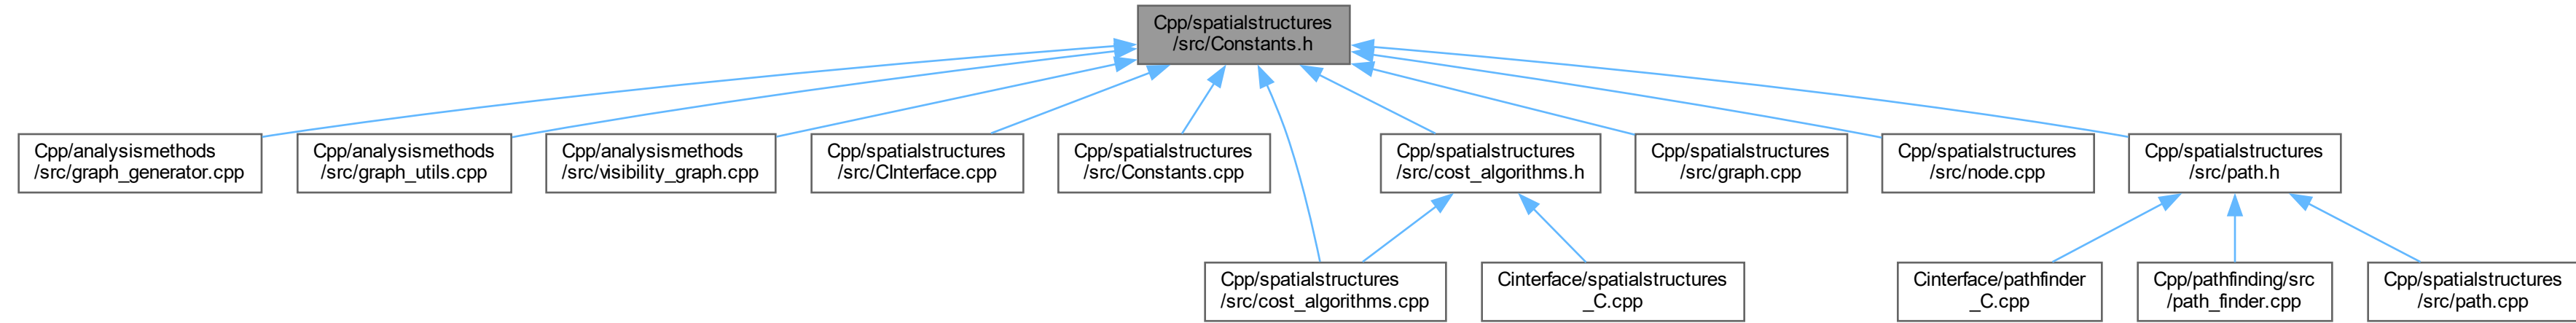 Cpp/spatialstructures
/src/Constants.h
Cpp/analysismethods
/src/graph_generator.cpp
Cpp/analysismethods
/src/graph_utils.cpp
Cpp/analysismethods
/src/visibility_graph.cpp
Cpp/spatialstructures
/src/CInterface.cpp
Cpp/spatialstructures
/src/Constants.cpp
Cpp/spatialstructures
/src/cost_algorithms.h
Cpp/spatialstructures
/src/graph.cpp
Cpp/spatialstructures
/src/node.cpp
Cpp/spatialstructures
/src/path.h
Cpp/spatialstructures
/src/cost_algorithms.cpp
Cinterface/spatialstructures
_C.cpp
Cinterface/pathfinder
_C.cpp
Cpp/pathfinding/src
/path_finder.cpp
Cpp/spatialstructures
/src/path.cpp